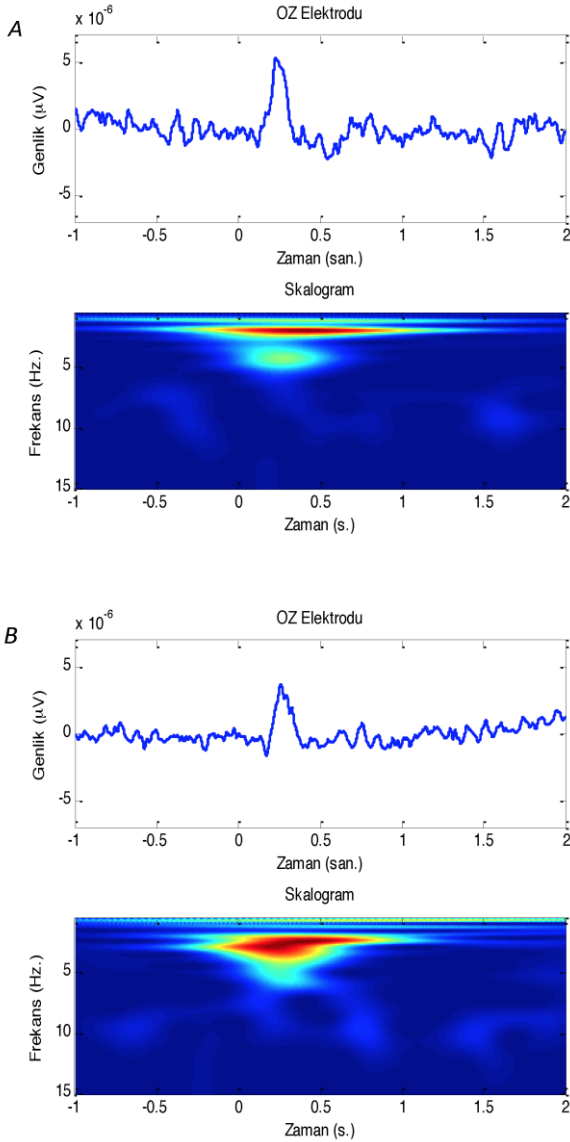 A
x 10-6
OZ Elektrodu
Genlik (µV)
5
0
-5
-1 -0.5 0 0.5 1 1.5 2
Zaman (san.)
Skalogram
Frekans (Hz.)
5
10
15
-1 -0.5 0 0.5 1 1.5 2
Zaman (s.)
B
x 10-6
OZ Elektrodu
Genlik (µV)
5
0
-5
-1 -0.5 0 0.5 1 1.5 2
Zaman (san.)
Skalogram
Frekans (Hz.)
5
10
15
-1 -0.5 0 0.5 1 1.5 2
Zaman (s.)